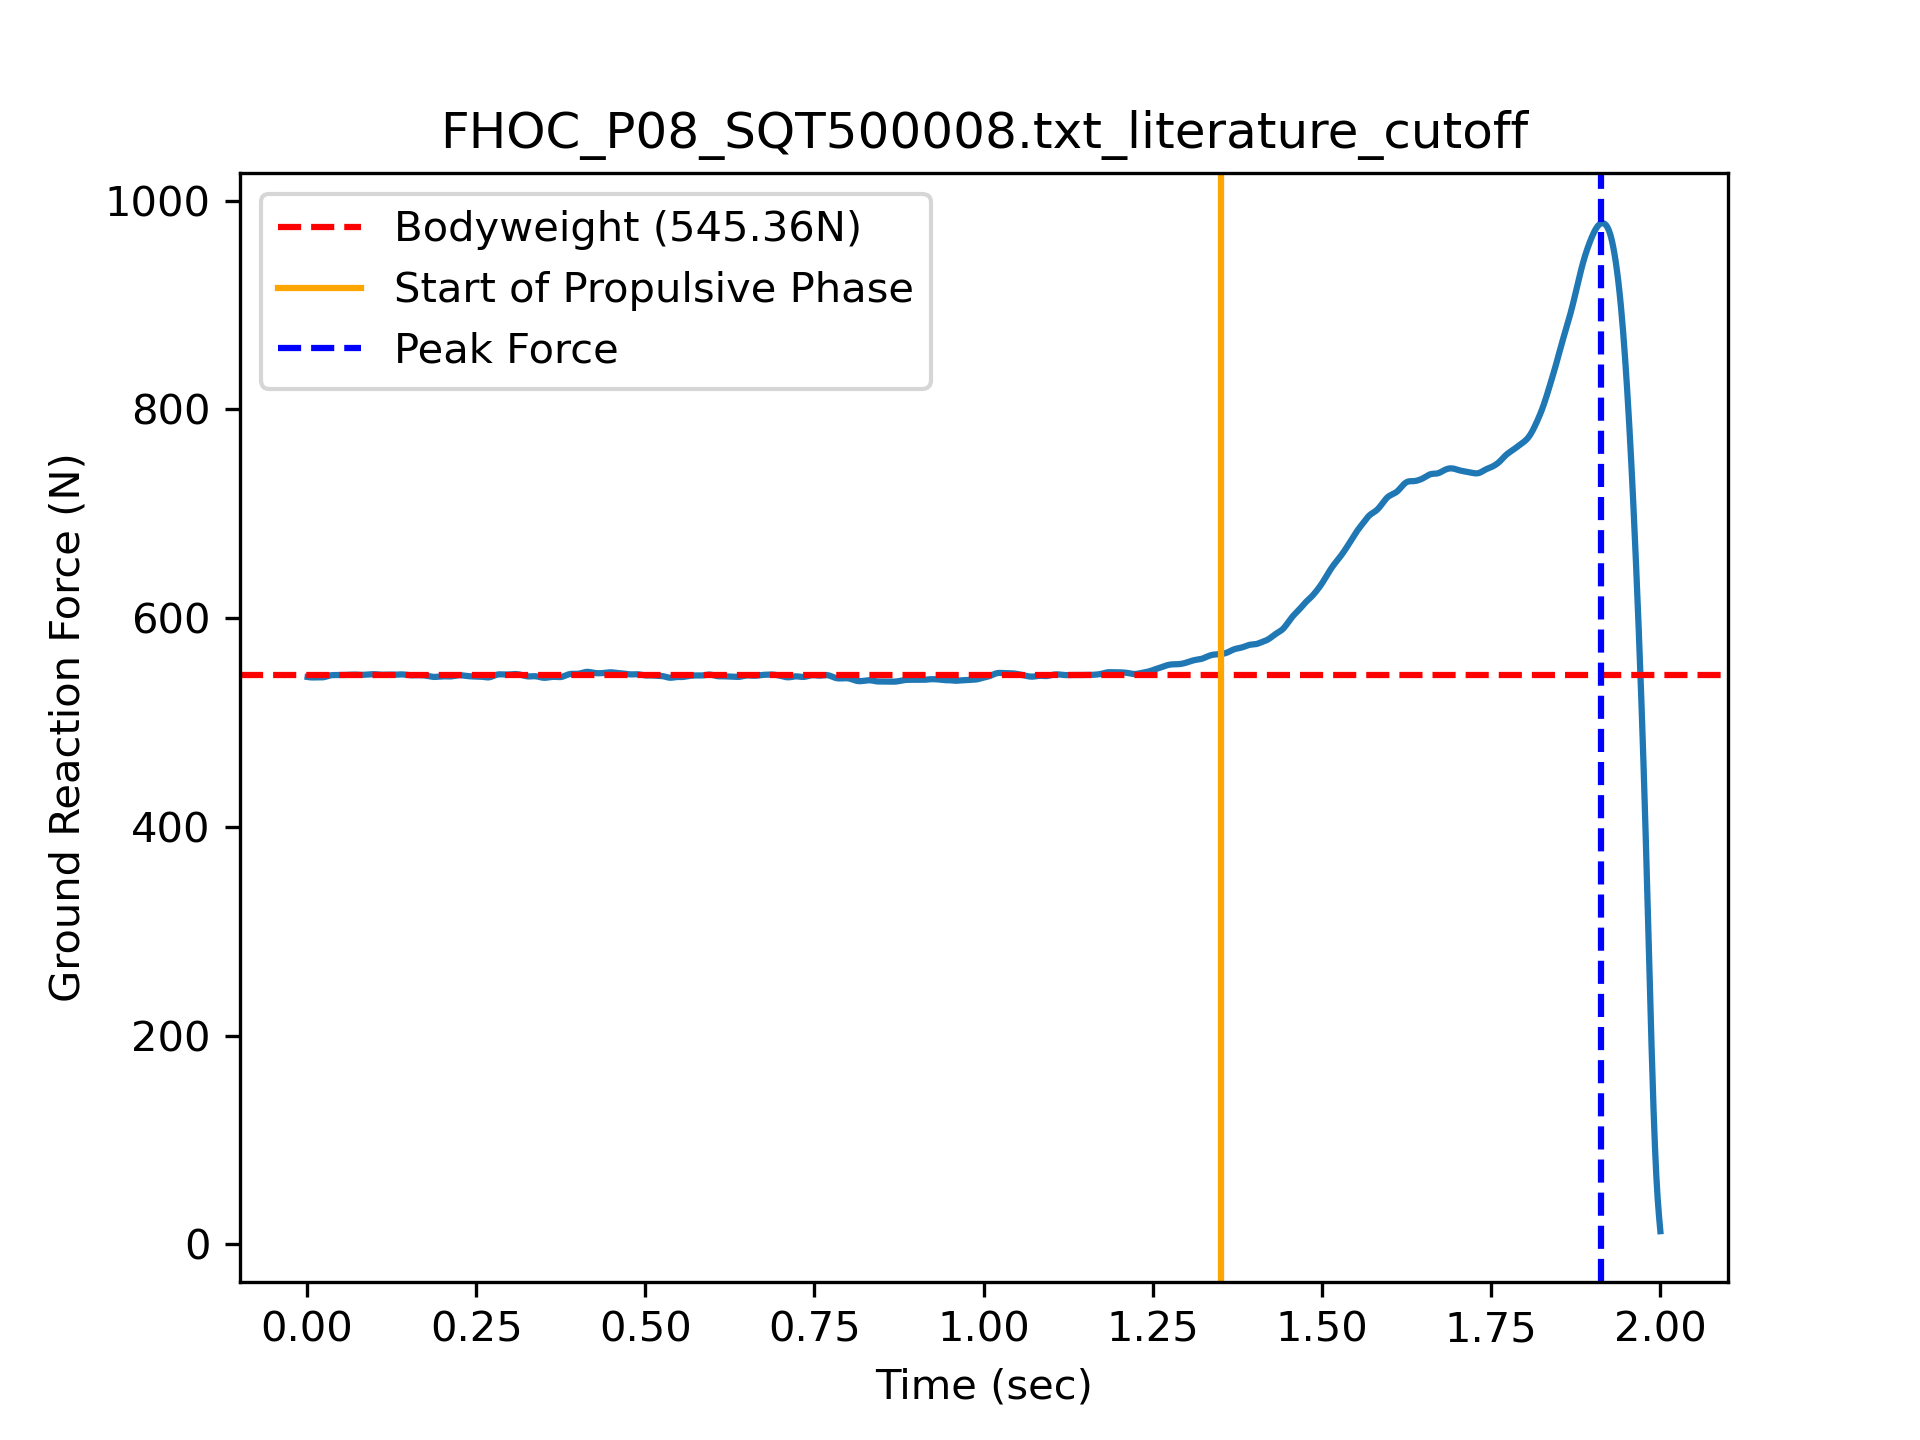 FHOC_P08_SQT500008.txt_literature_cutoff
Bodyweight (545.36N)
Start of Propulsive Phase
Peak Force
Ground Reaction Force (N)
1000
800
600
400
200
0
0.00 0.25 0.50 0.75 1.00 1.25 1.50 1.75 2.00
Time (sec)